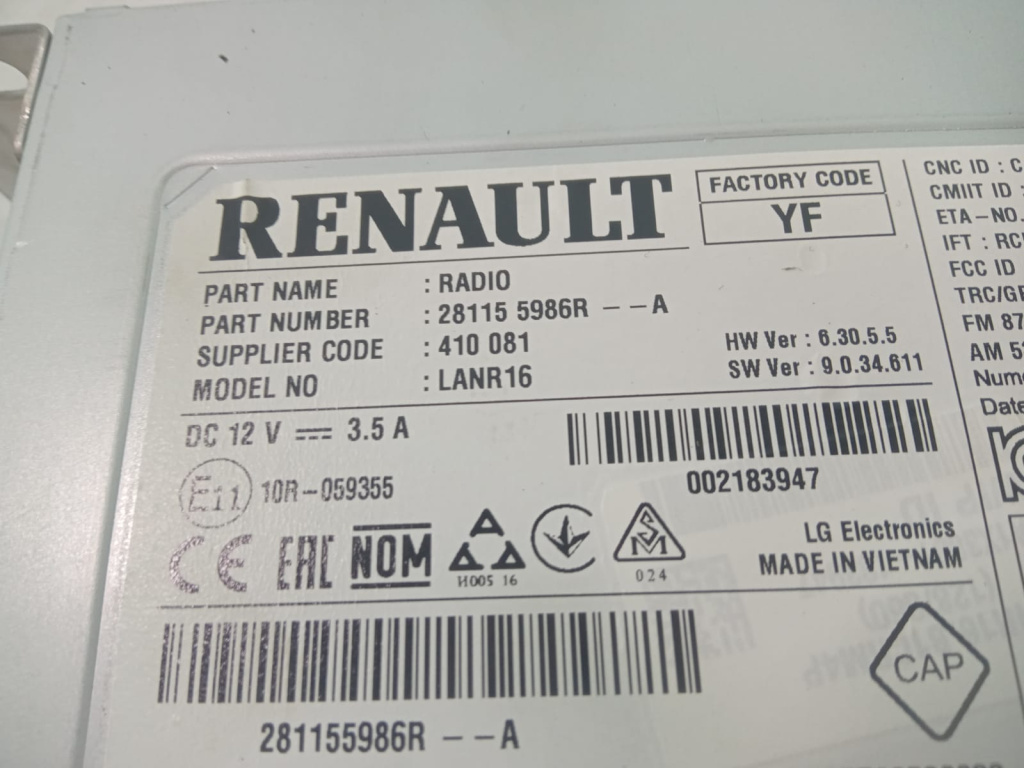 RENAULT
FACTORY CODE
YF
PART NAME : RADIO
PART NUMBER : 28115 5986R - - A
SUPPLIER CODE : 410 081
MODEL NO : LANR16
HW Ver : 6.30.5.5
SW Ver : 9.0.34.611
DC 12 V ⎓ 3.5 A
002183947
E11 10R-059355
CE EAC NOM
H005 16
SM
024
LG Electronics
MADE IN VIETNAM
281155986R - - A
CAP
CNC ID : C
CMIIT ID :
ETA-NO.
IFT :
FCC ID
FM 87
AM
Date